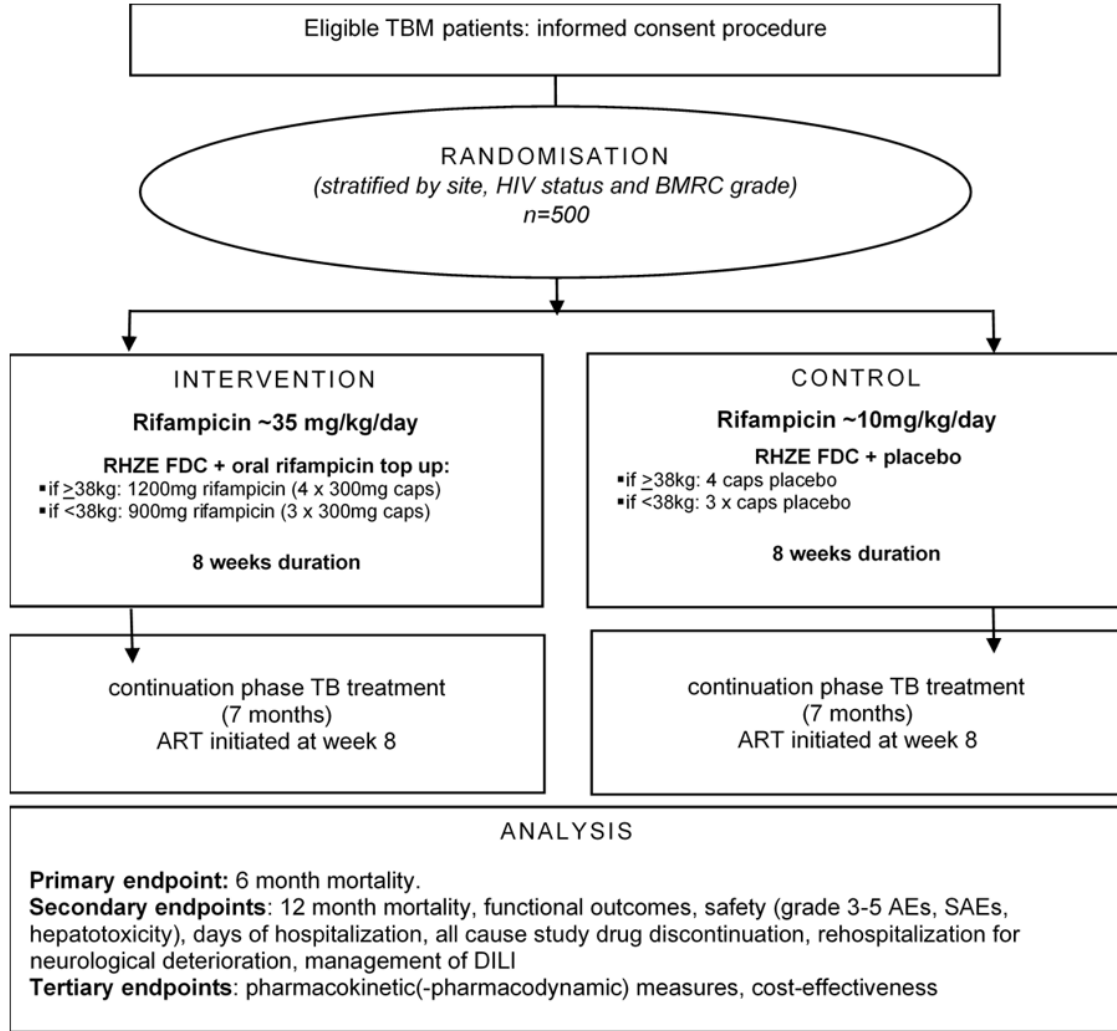 Eligible TBM patients: informed consent procedure
RANDOMISATION
(stratified by site, HIV status and BMRC grade)
n=500
INTERVENTION
Rifampicin ~35 mg/kg/day
RHZE FDC + oral rifampicin top up:
▪if ≥38kg: 1200mg rifampicin (4 x 300mg caps)
▪if <38kg: 900mg rifampicin (3 x 300mg caps)
8 weeks duration
CONTROL
Rifampicin ~10mg/kg/day
RHZE FDC + placebo
▪if ≥38kg: 4 caps placebo
▪if <38kg: 3 x caps placebo
8 weeks duration
continuation phase TB treatment
(7 months)
ART initiated at week 8
continuation phase TB treatment
(7 months)
ART initiated at week 8
ANALYSIS
Primary endpoint: 6 month mortality.
Secondary endpoints: 12 month mortality, functional outcomes, safety (grade 3-5 AEs, SAEs,
hepatotoxicity), days of hospitalization, all cause study drug discontinuation, rehospitalization for
neurological deterioration, management of DILI
Tertiary endpoints: pharmacokinetic(-pharmacodynamic) measures, cost-effectiveness